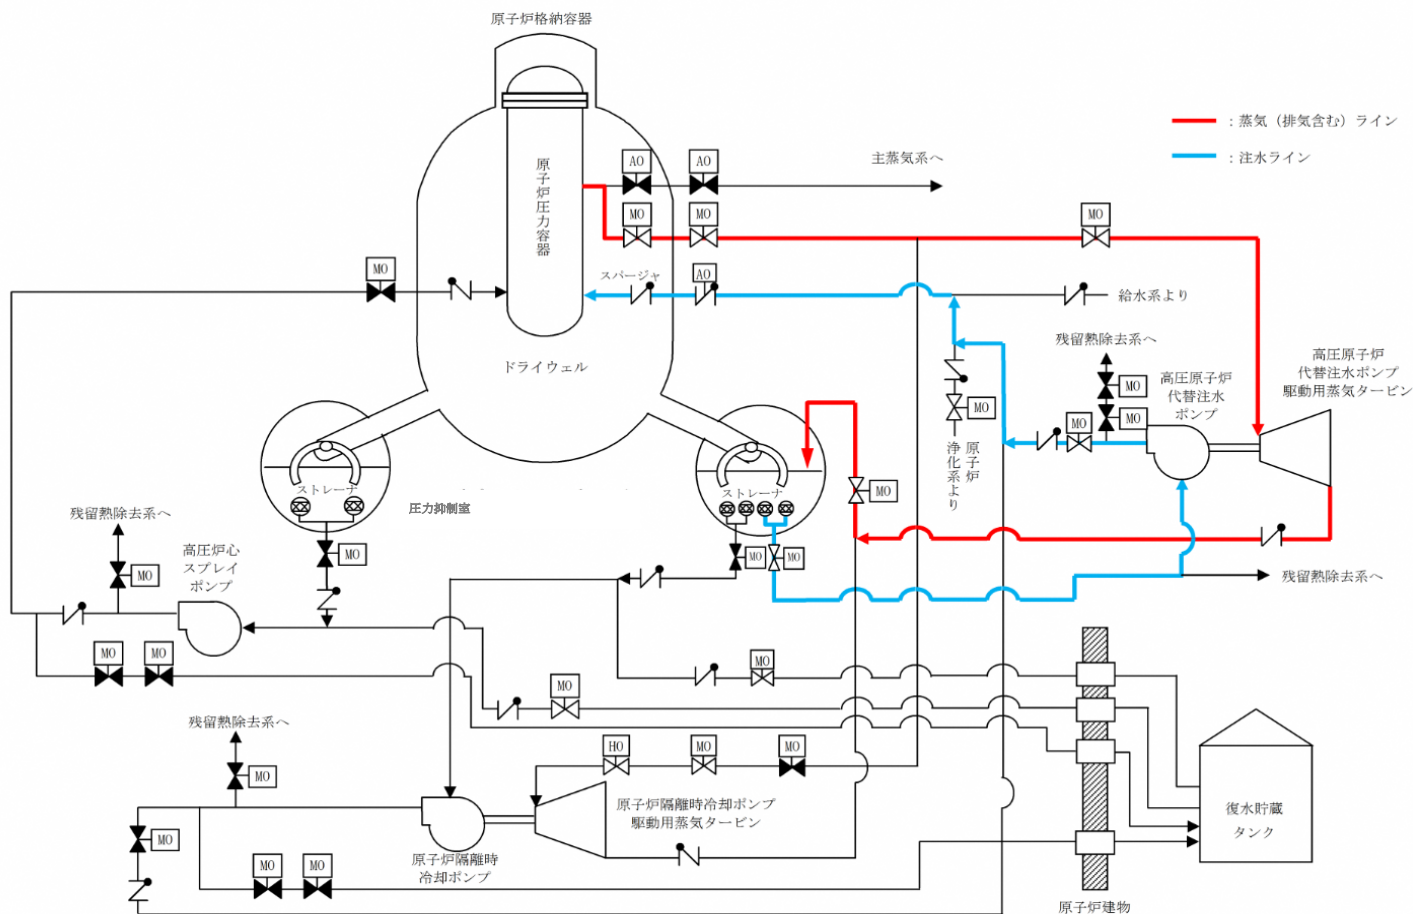 原子炉格納容器
：蒸気（排気含む）ライン
：注水ライン
原子炉圧力容器
AO
AO
主蒸気系へ
MO
MO
MO
MO
スパージャ
AO
給水系より
ドライウェル
残留熱除去系へ
MO
MO
MO
高圧原子炉
代替注水
ポンプ
高圧原子炉
代替注水ポンプ
駆動用蒸気タービン
MO
原子炉
浄化系より
ストレーナ
圧力抑制室
ストレーナ
MO
残留熱除去系へ
MO
高圧炉心
スプレイ
ポンプ
MO
MO
MO
残留熱除去系へ
MO
MO
MO
MO
残留熱除去系へ
MO
HO
MO
MO
原子炉隔離時冷却ポンプ
駆動用蒸気タービン
MO
原子炉隔離時
冷却ポンプ
MO
MO
復水貯蔵
タンク
原子炉建物